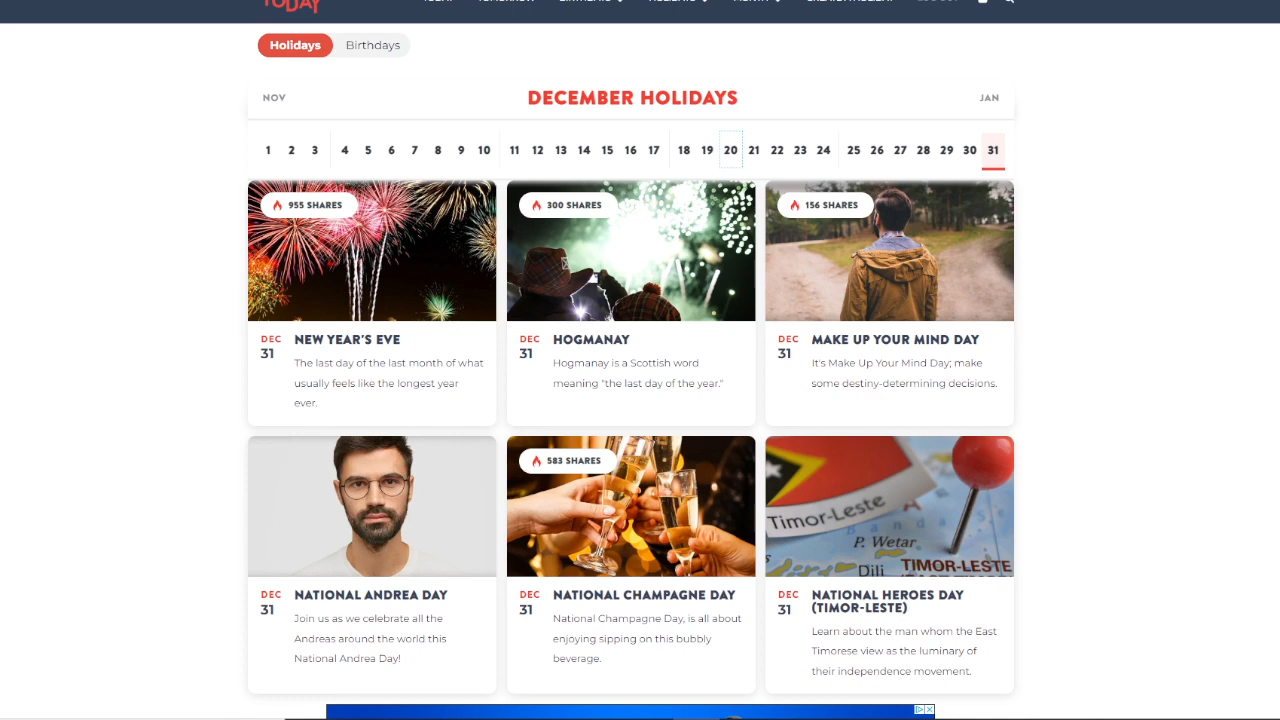 TODAY
Holidays Birthdays
NOV DECEMBER HOLIDAYS JAN
1 2 3 4 5 6 7 8 9 10 11 12 13 14 15 16 17 18 19 20 21 22 23 24 25 26 27 28 29 30 31
955 SHARES
300 SHARES
156 SHARES
DEC
31
NEW YEAR'S EVE
The last day of the last month of what
usually feels like the longest year
ever.
DEC
31
HOGMANAY
Hogmanay is a Scottish word
meaning "the last day of the year."
DEC
31
MAKE UP YOUR MIND DAY
It's Make Up Your Mind Day; make
some destiny-determining decisions.
583 SHARES
Timor-Leste
Banda
P. Wetar
Dili
TIMOR-LESTE
DEC
31
NATIONAL ANDREA DAY
Join us as we celebrate all the
Andreas around the world this
National Andrea Day!
DEC
31
NATIONAL CHAMPAGNE DAY
National Champagne Day, is all about
enjoying sipping on this bubbly
beverage.
DEC
31
NATIONAL HEROES DAY
(TIMOR-LESTE)
Learn about the man whom the East
Timorese view as the luminary of
their independence movement.